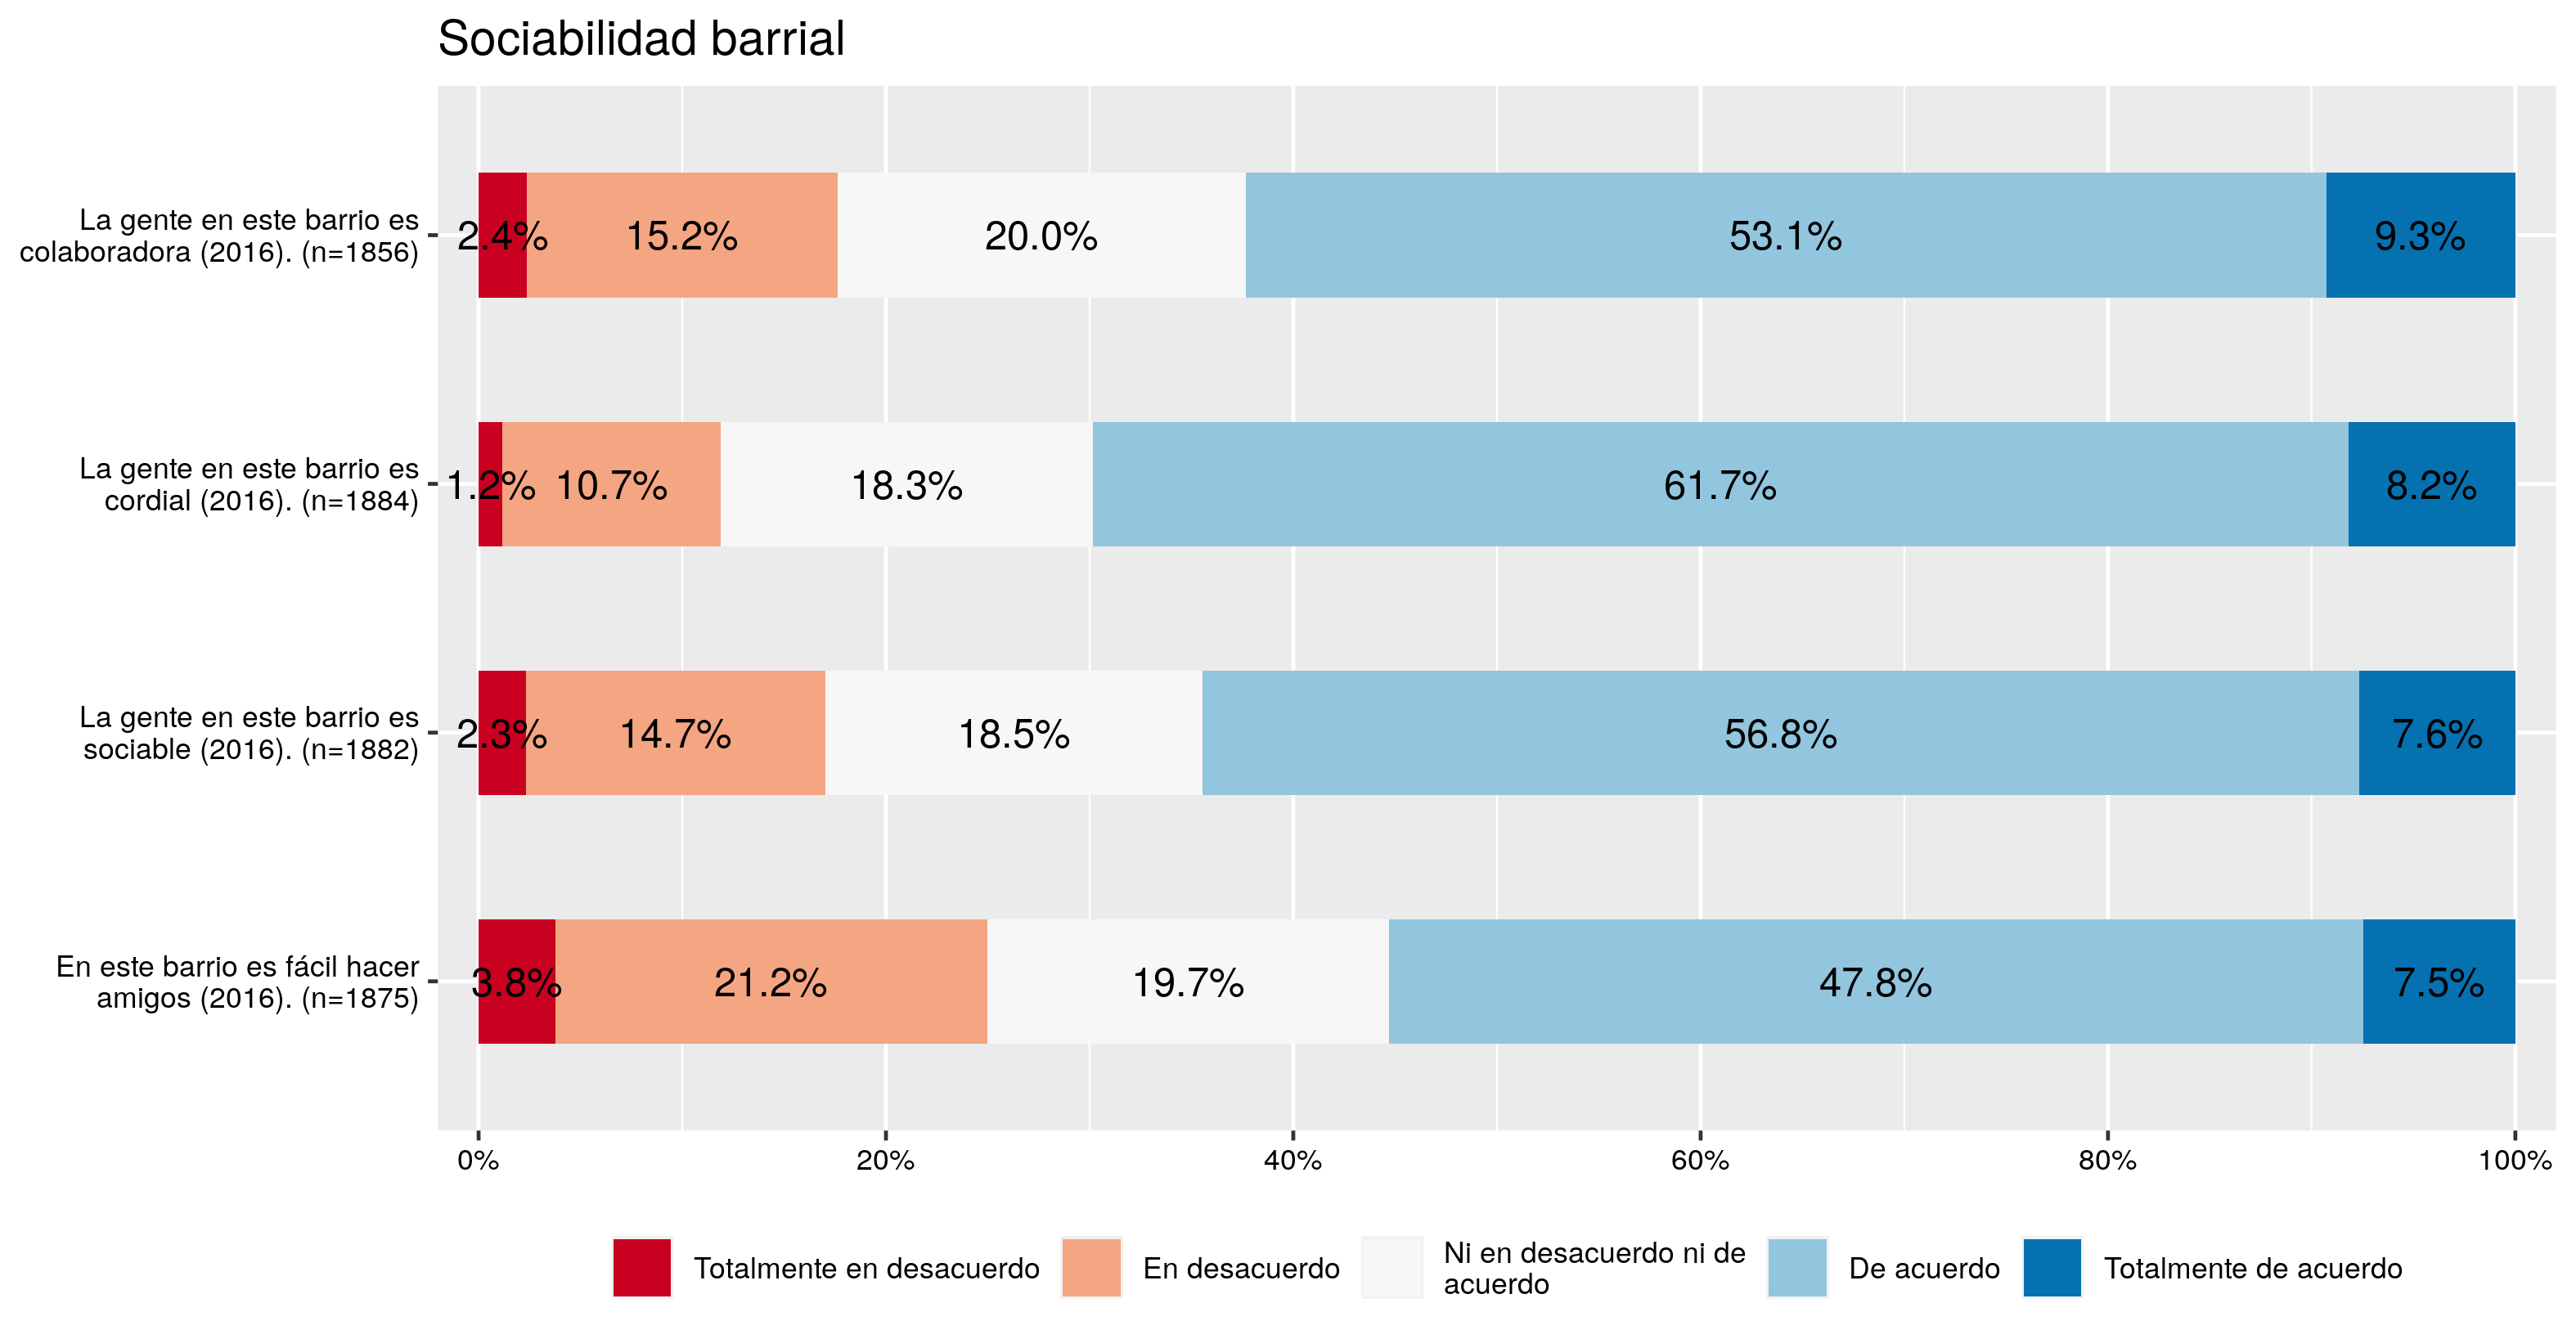 Sociabilidad barrial
La gente en este barrio es
colaboradora (2016). (n=1856)
2.4% 15.2% 20.0% 53.1% 9.3%
La gente en este barrio es
cordial (2016). (n=1884)
1.2% 10.7% 18.3% 61.7% 8.2%
La gente en este barrio es
sociable (2016). (n=1882)
2.3% 14.7% 18.5% 56.8% 7.6%
En este barrio es fácil hacer
amigos (2016). (n=1875)
3.8% 21.2% 19.7% 47.8% 7.5%
0% 20% 40% 60% 80% 100%
Totalmente en desacuerdo
En desacuerdo
Ni en desacuerdo ni de
acuerdo
De acuerdo
Totalmente de acuerdo